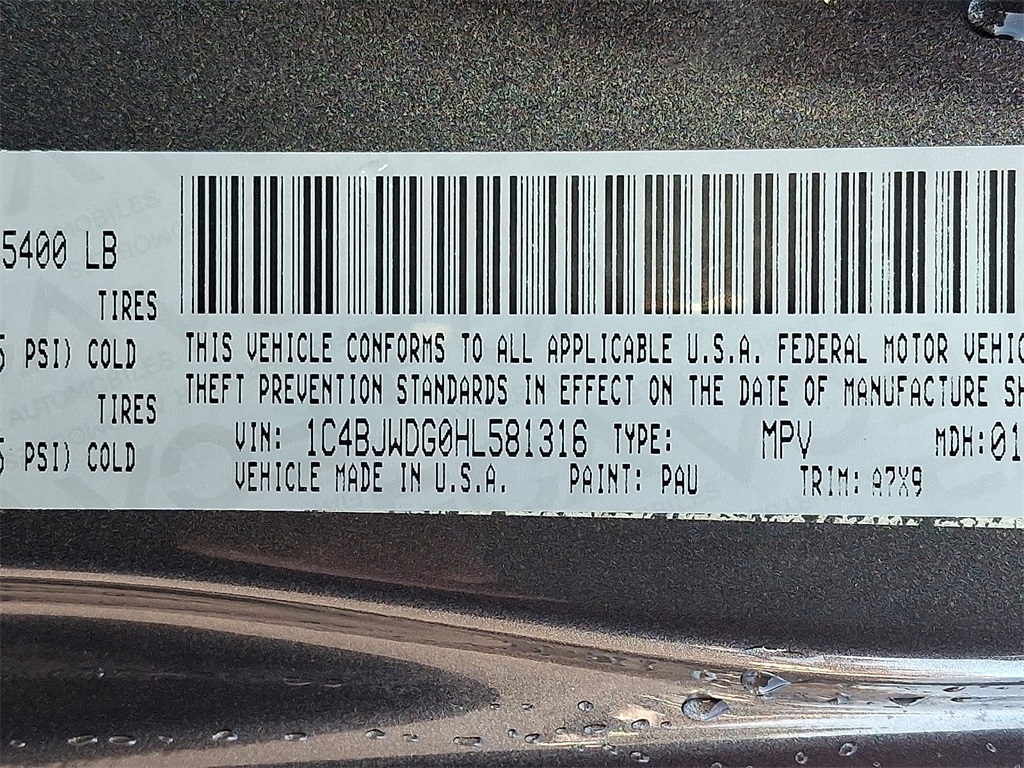 5400 LB
TIRES
5 PSI) COLD
TIRES
5 PSI) COLD
THIS VEHICLE CONFORMS TO ALL APPLICABLE U.S.A. FEDERAL MOTOR VEHIC
THEFT PREVENTION STANDARDS IN EFFECT ON THE DATE OF MANUFACTURE SH
VIN: 1C4BJWDG0HL581316 TYPE: MPV MDH:01
VEHICLE MADE IN U.S.A. PAINT: PAU TRIM: A7X9